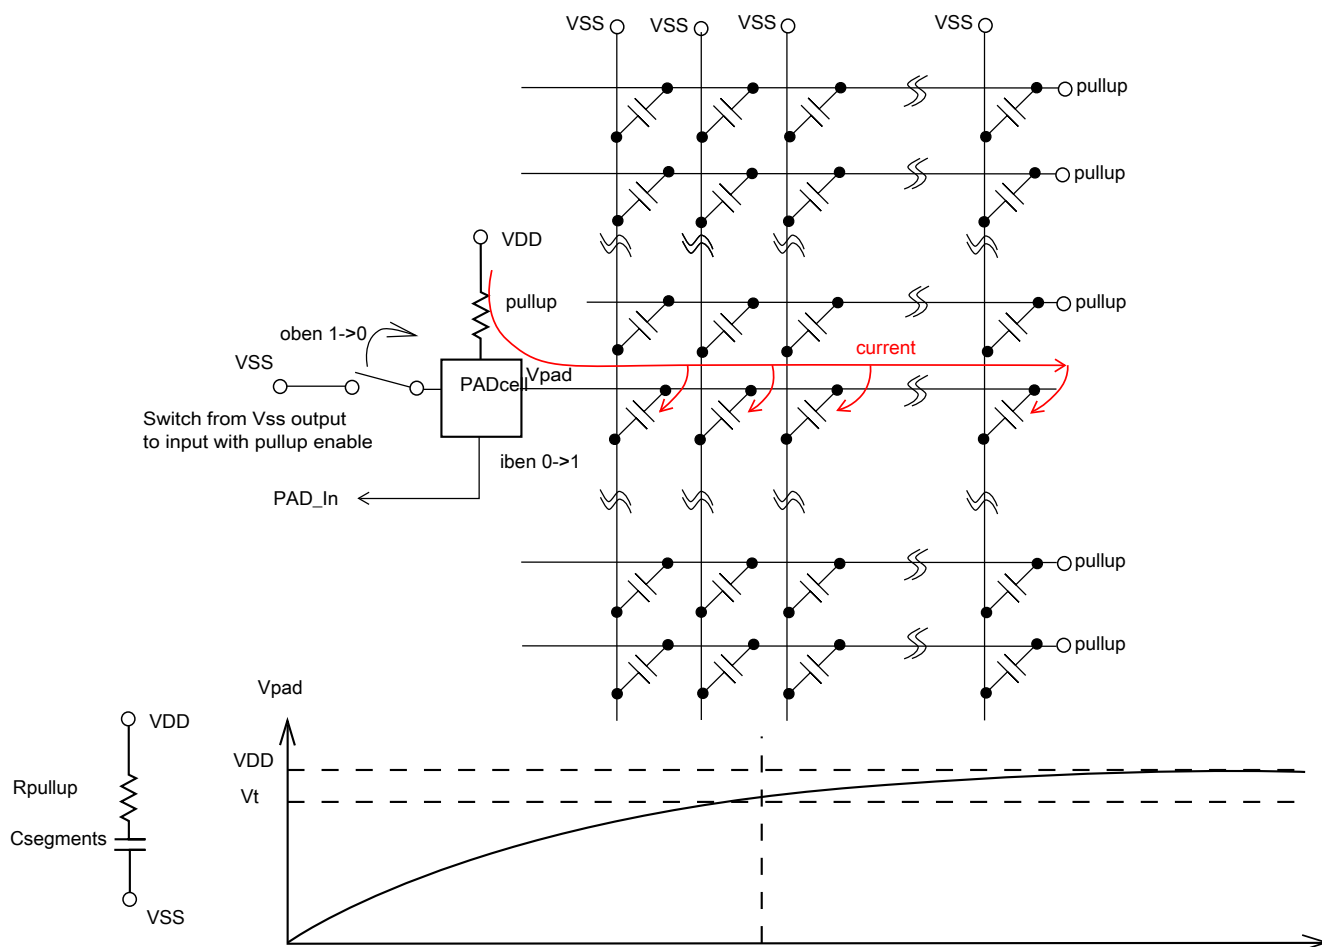 VSS VSS VSS VSS
pullup
pullup
VDD
pullup
pullup
oben 1->0
current
VSS
PADcell
Vpad
Switch from Vss output
to input with pullup enable
iben 0->1
PAD_In
pullup
pullup
Vpad
VDD
VDD
Rpullup
Vt
Csegments
VSS